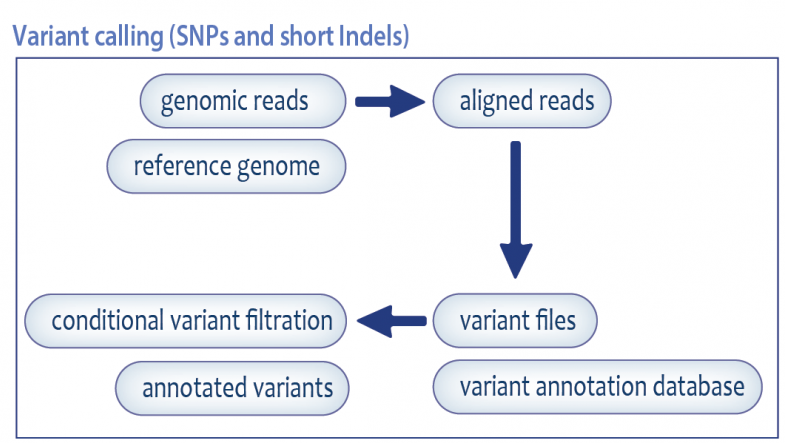 Variant calling (SNPs and short Indels)
genomic reads
aligned reads
reference genome
conditional variant filtration
variant files
annotated variants
variant annotation database